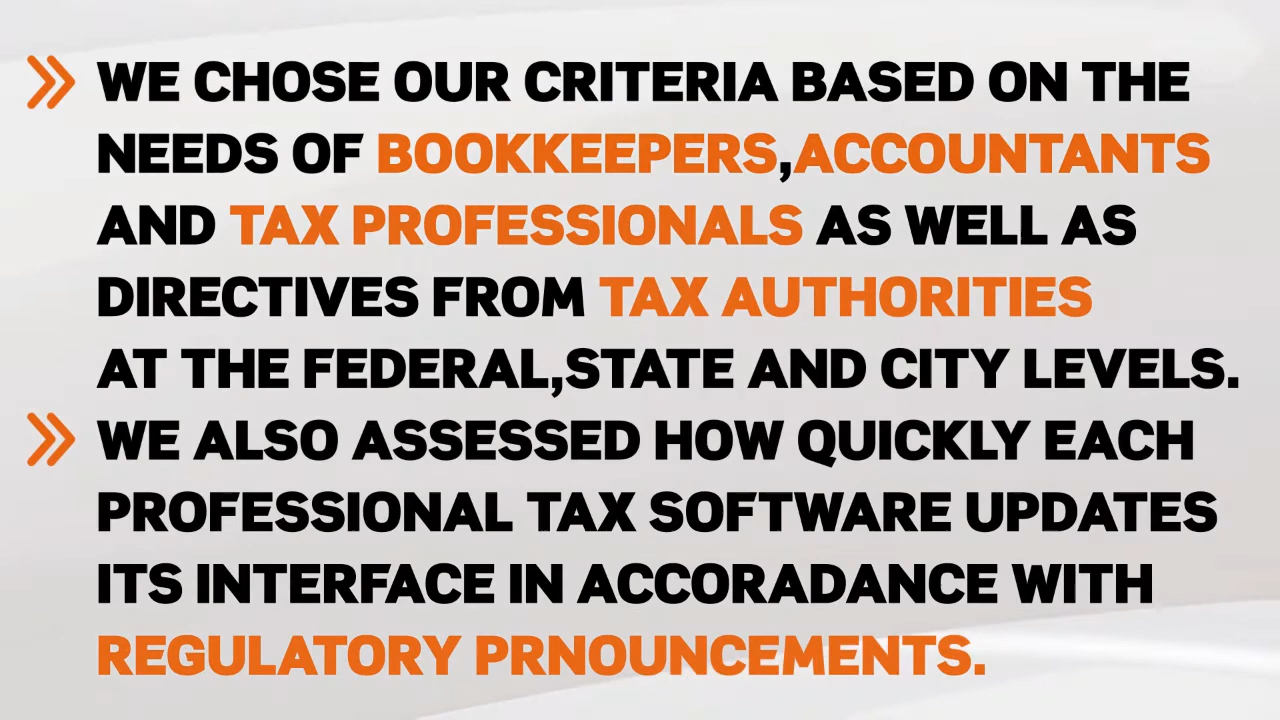 WE CHOSE OUR CRITERIA BASED ON THE
NEEDS OF BOOKKEEPERS,ACCOUNTANTS
AND TAX PROFESSIONALS AS WELL AS
DIRECTIVES FROM TAX AUTHORITIES
AT THE FEDERAL,STATE AND CITY LEVELS.
WE ALSO ASSESSED HOW QUICKLY EACH
PROFESSIONAL TAX SOFTWARE UPDATES
ITS INTERFACE IN ACCORADANCE WITH
REGULATORY PRNOUNCEMENTS.